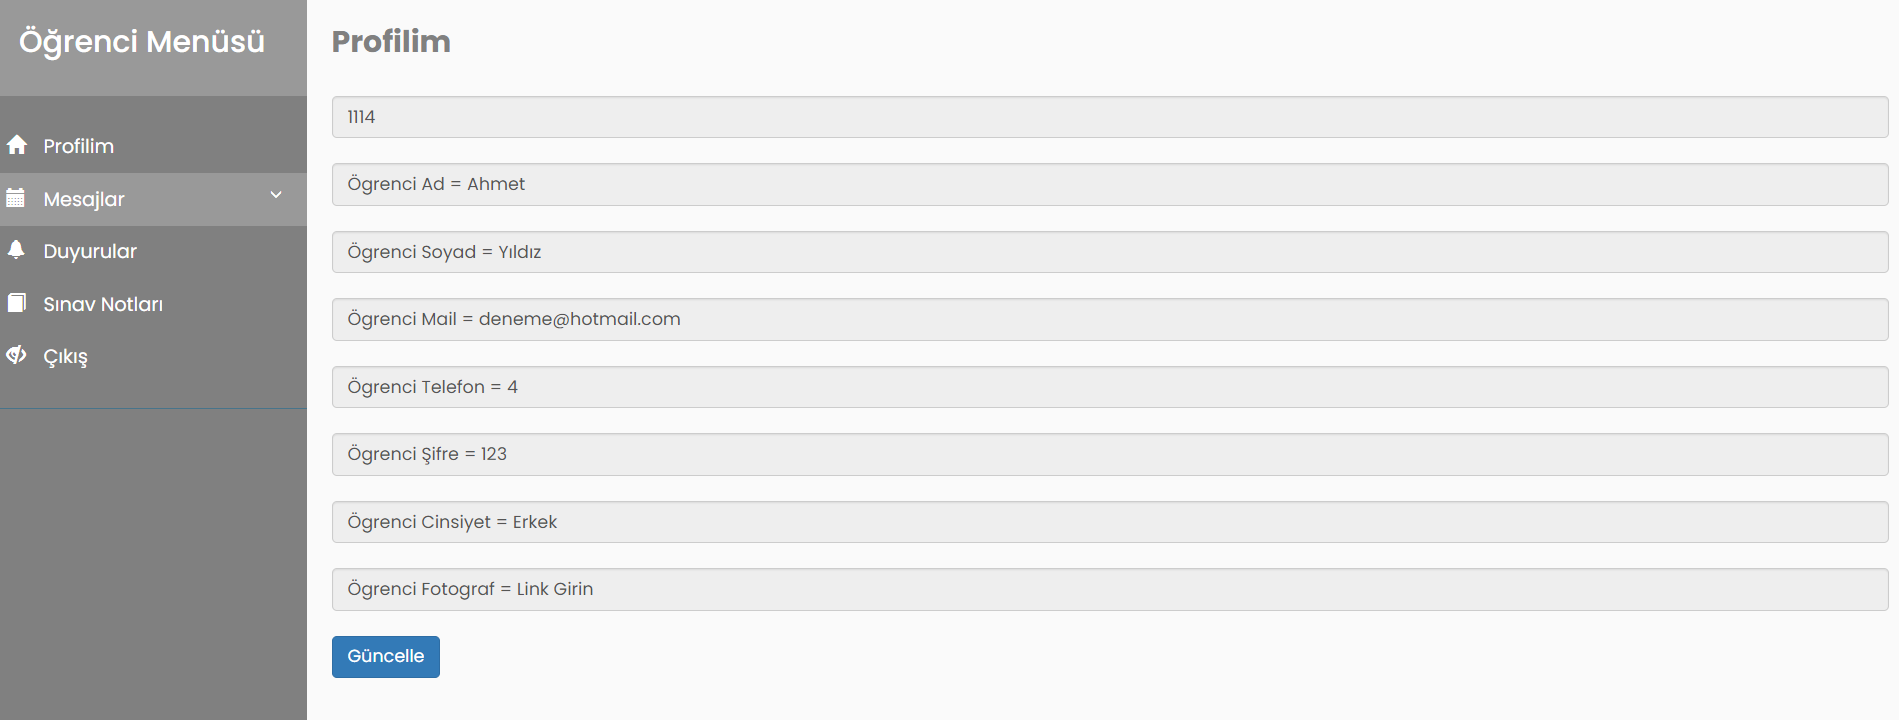 Öğrenci Menüsü
Profilim
Mesajlar
Duyurular
Sınav Notları
Çıkış
Profilim
1114
Ögrenci Ad = Ahmet
Ögrenci Soyad = Yıldız
Ögrenci Mail = deneme@hotmail.com
Ögrenci Telefon = 4
Ögrenci Şifre = 123
Ögrenci Cinsiyet = Erkek
Ögrenci Fotograf = Link Girin
Güncelle